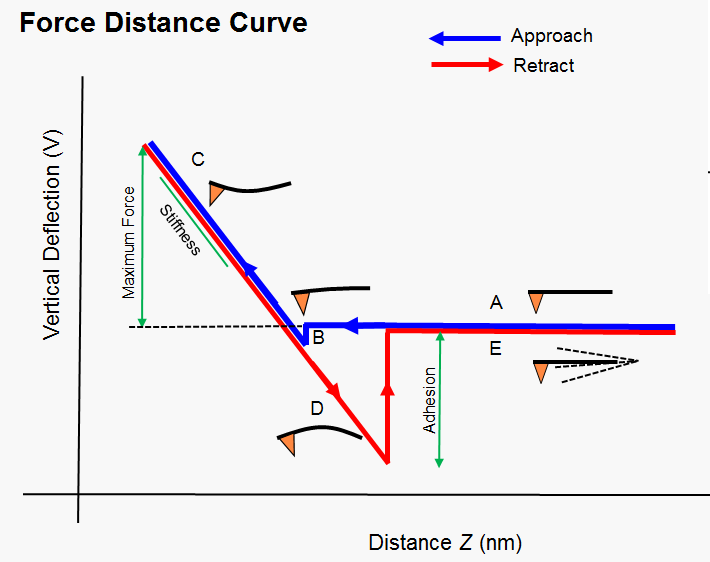 Force Distance Curve
Approach
Retract
Vertical Deflection (V)
Maximum Force
C
Stiffness
A
B
E
D
Adhesion
Distance Z (nm)